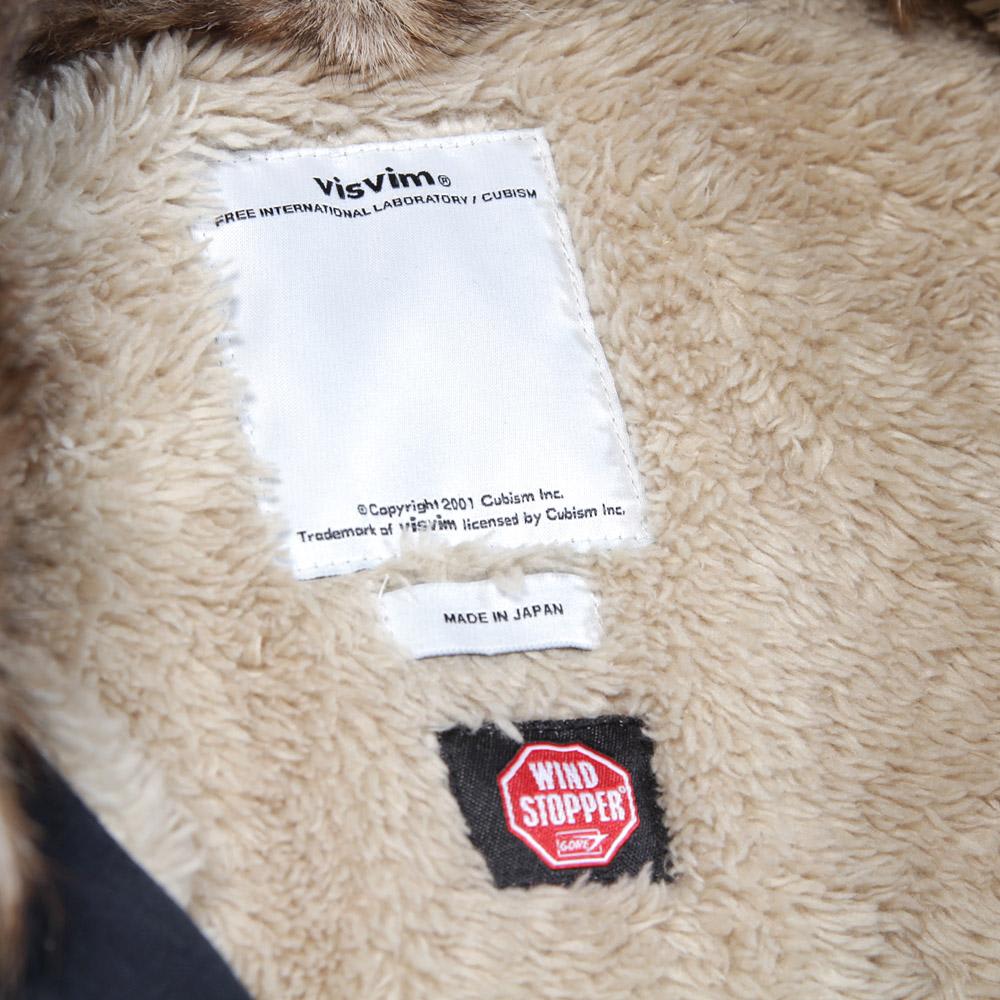 visvim®
FREE INTERNATIONAL LABORATORY / CUBISM
©Copyright 2001 Cubism Inc.
Trademark of visvim licensed by Cubism Inc.
MADE IN JAPAN
WIND
STOPPER®
GORE